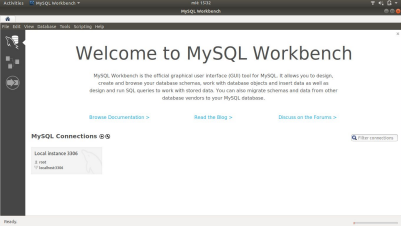 Activities MySQL Workbench mié 15:32
MySQL Workbench
File Edit View Database Tools Scripting Help
Welcome to MySQL Workbench
MySQL Workbench is the official graphical user interface (GUI) tool for MySQL. It allows you to design,
create and browse your database schemas, work with database objects and insert data as well as
design and run SQL queries to work with stored data. You can also migrate schemas and data from other
database vendors to your MySQL database.
Browse Documentation > Read the Blog > Discuss on the Forums >
MySQL Connections
Filter connections
Local instance 3306
root
localhost:3306
Ready.